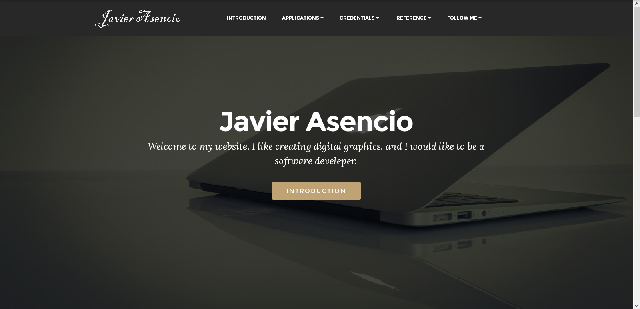 Javier Asencio
INTRODUCTION APPLICATIONS CREDENTIALS REFERENCE FOLLOW ME
Javier Asencio
Welcome to my website. I like creating digital graphics, and I would like to be a
software developer.
INTRODUCTION